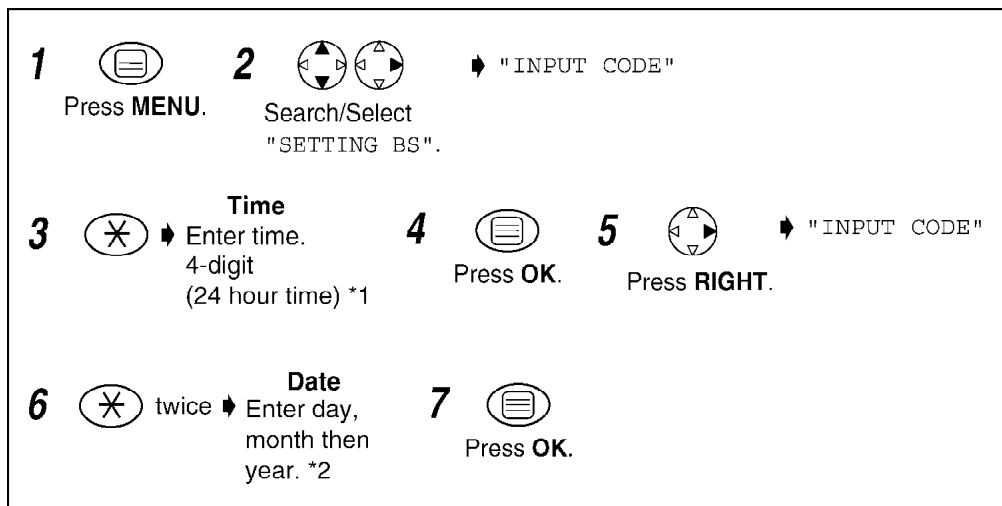 1
Press MENU.
2
Search/Select
"SETTING BS".
"INPUT CODE"
3
Time
Enter time.
4-digit
(24 hour time) *1
4
Press OK.
5
Press RIGHT.
"INPUT CODE"
6
twice
Date
Enter day,
month then
year. *2
7
Press OK.